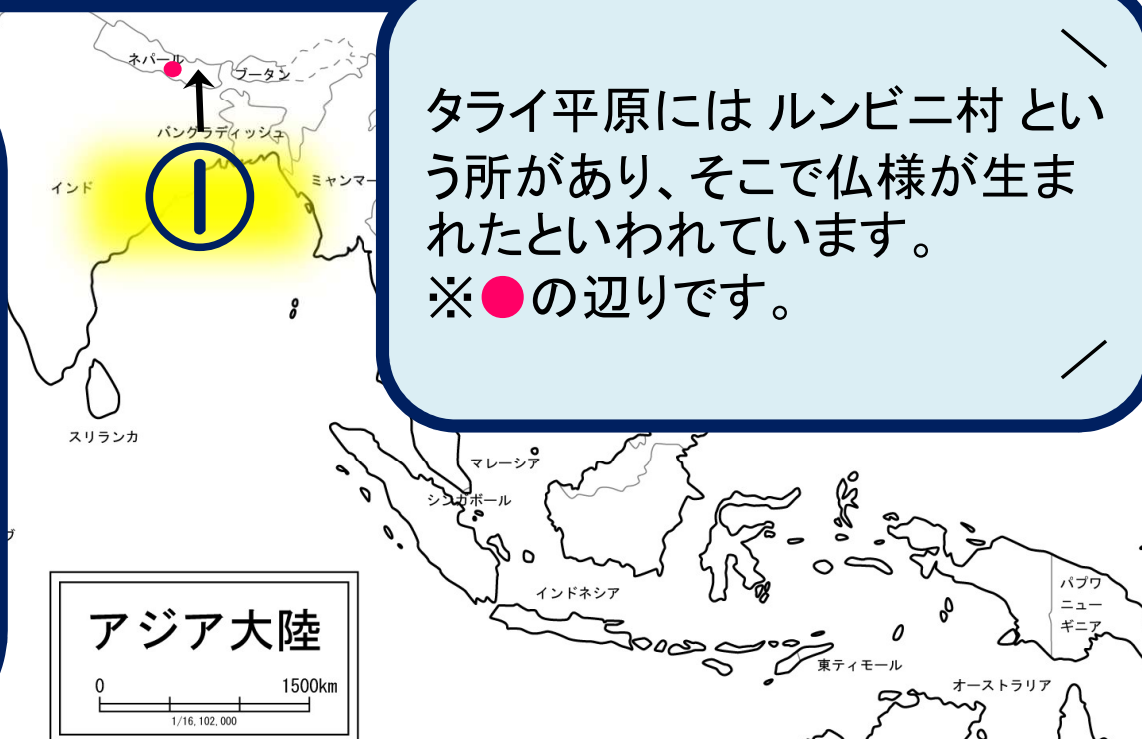 ネパール
ブータン
バングラディッシュ
インド
ミャンマー
①
タライ平原には ルンビニ村 とい
う所があり、そこで仏様が生ま
れたといわれています。
※●の辺りです。
スリランカ
マレーシア
シンガポール
インドネシア
パプワ
ニュー
ギニア
東ティモール
オーストラリア
アジア大陸
0 1500km
1/16,102,000